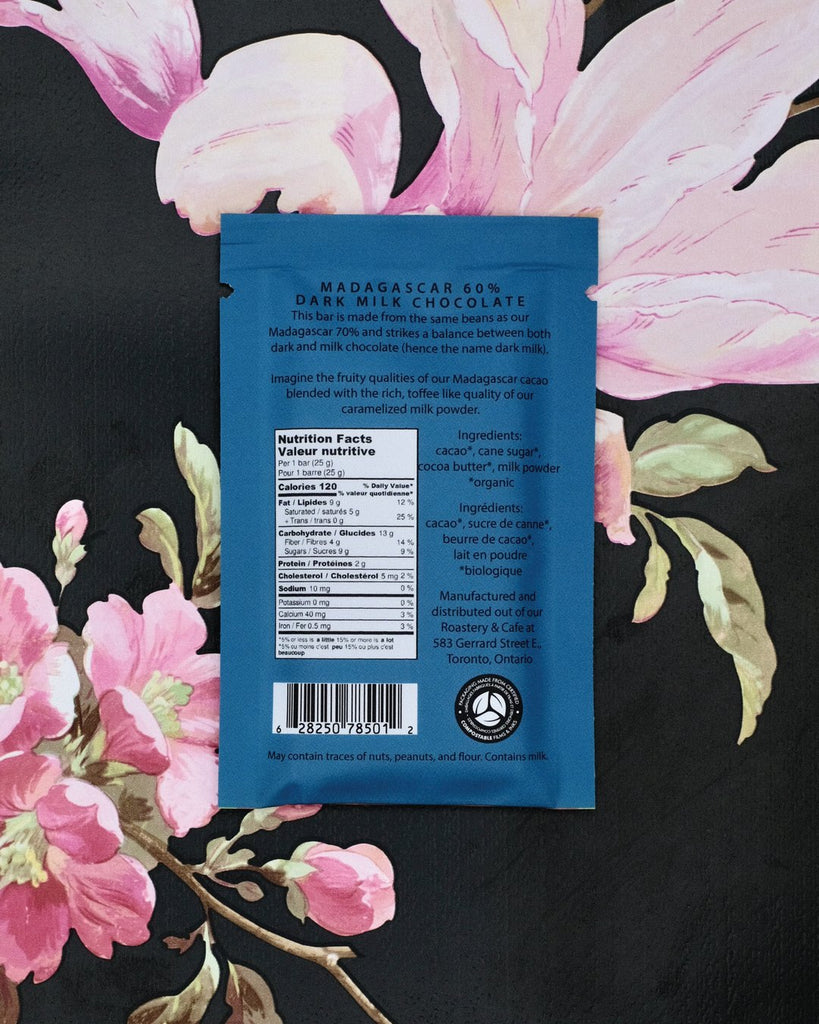 MADAGASCAR 60%
DARK MILK CHOCOLATE
This bar is made from the same beans as our
Madagascar 70% and strikes a balance between both
dark and milk chocolate (hence the name dark milk).
Imagine the fruity qualities of our Madagascar cacao
blended with the rich, toffee like quality of our
caramelized milk powder.
Nutrition Facts
Valeur nutritive
Per 1 bar (25 g)
Pour 1 barre (25 g)
Calories 120 % Daily Value*
% valeur quotidienne*
Fat / Lipides 9 g 12 %
Saturated / saturés 5 g
+ Trans / trans 0 g 25 %
Carbohydrate / Glucides 13 g
Fiber / Fibres 4 g 14 %
Sugars / Sucres 9 g 9 %
Protein / Protéines 2 g
Cholesterol / Cholestérol 5 mg 2 %
Sodium 10 mg 0 %
Potassium 0 mg 0 %
Calcium 40 mg 3 %
Iron / Fer 0.5 mg 3 %
*5% or less is a little 15% or more is a lot
*5% ou moins c'est peu 15% ou plus c'est
beaucoup
Ingredients:
cacao*, cane sugar*,
cocoa butter*, milk powder
*organic
Ingrédients:
cacao*, sucre de canne*,
beurre de cacao*,
lait en poudre
*biologique
Manufactured and
distributed out of our
Roastery & Cafe at
583 Gerrard Street E.,
Toronto, Ontario
6 28250 78501 2
PACKAGING MADE FROM CERTIFIED
COMPOSTABLE FILMS & INKS
May contain traces of nuts, peanuts, and flour. Contains milk.